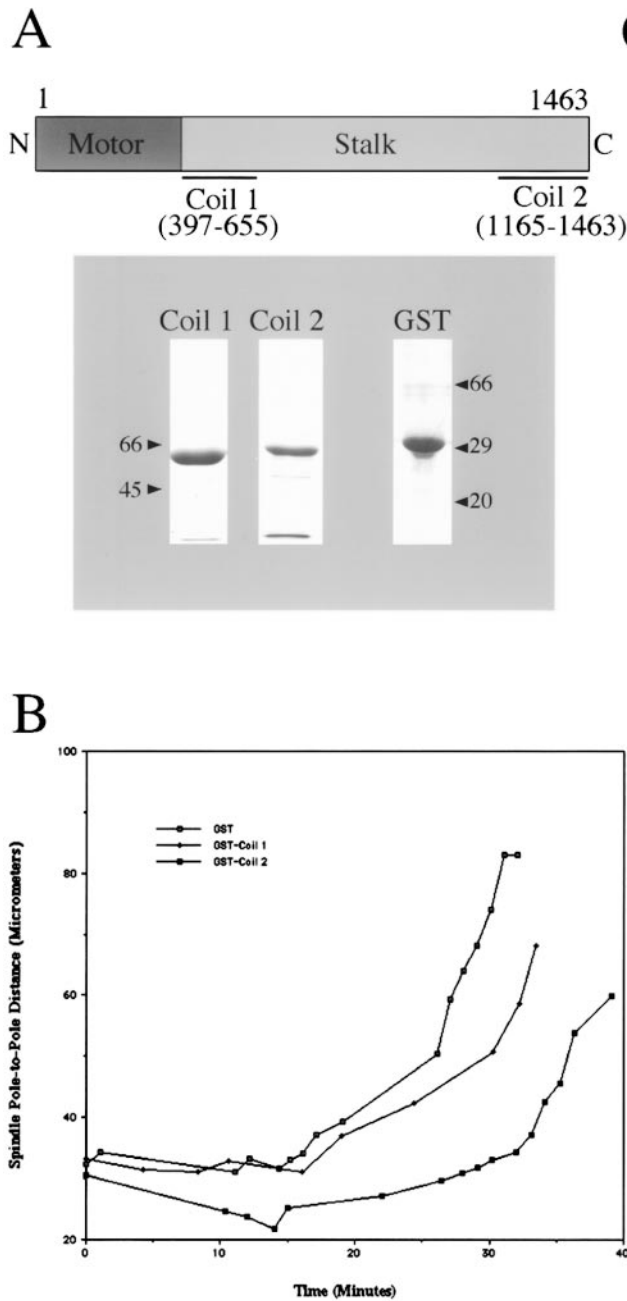 A
1 1463
N Motor Stalk C
Coil 1 Coil 2
(397-655) (1165-1463)
Coil 1 Coil 2 GST
66
66
29
45
20
B
100
80
60
40
20
Spindle Pole-to-Pole Distance (Micrometers)
GST
GST-Coil 1
GST-Coil 2
0 10 20 30 40
Time (Minutes)